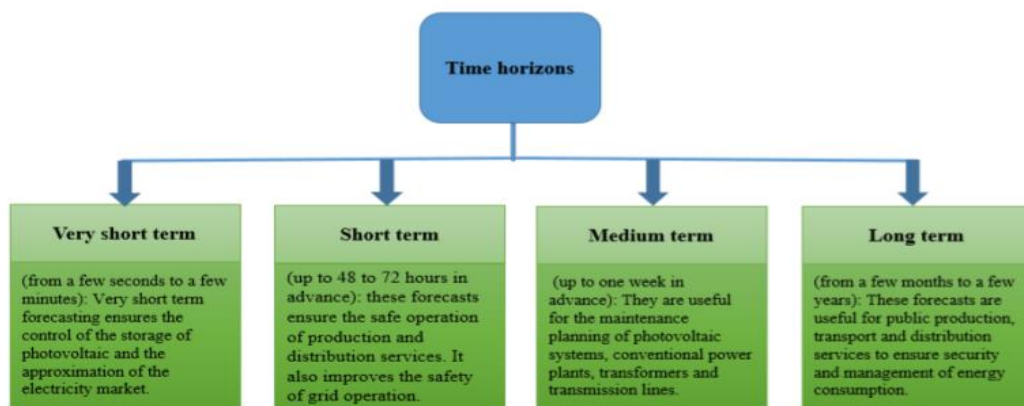 Time horizons
Very short term
(from a few seconds to a few
minutes): Very short term
forecasting ensures the
control of the storage of
photovoltaic and the
approximation of the
electricity market.
Short term
(up to 48 to 72 hours in
advance): these forecasts
ensure the safe operation
of production and
distribution services. It
also improves the safety
of grid operation.
Medium term
(up to one week in
advance): They are useful
for the maintenance
planning of photovoltaic
systems, conventional power
plants, transformers and
transmission lines.
Long term
(from a few months to a few
years): These forecasts are
useful for public production,
transport and distribution
services to ensure security
and management of energy
consumption.